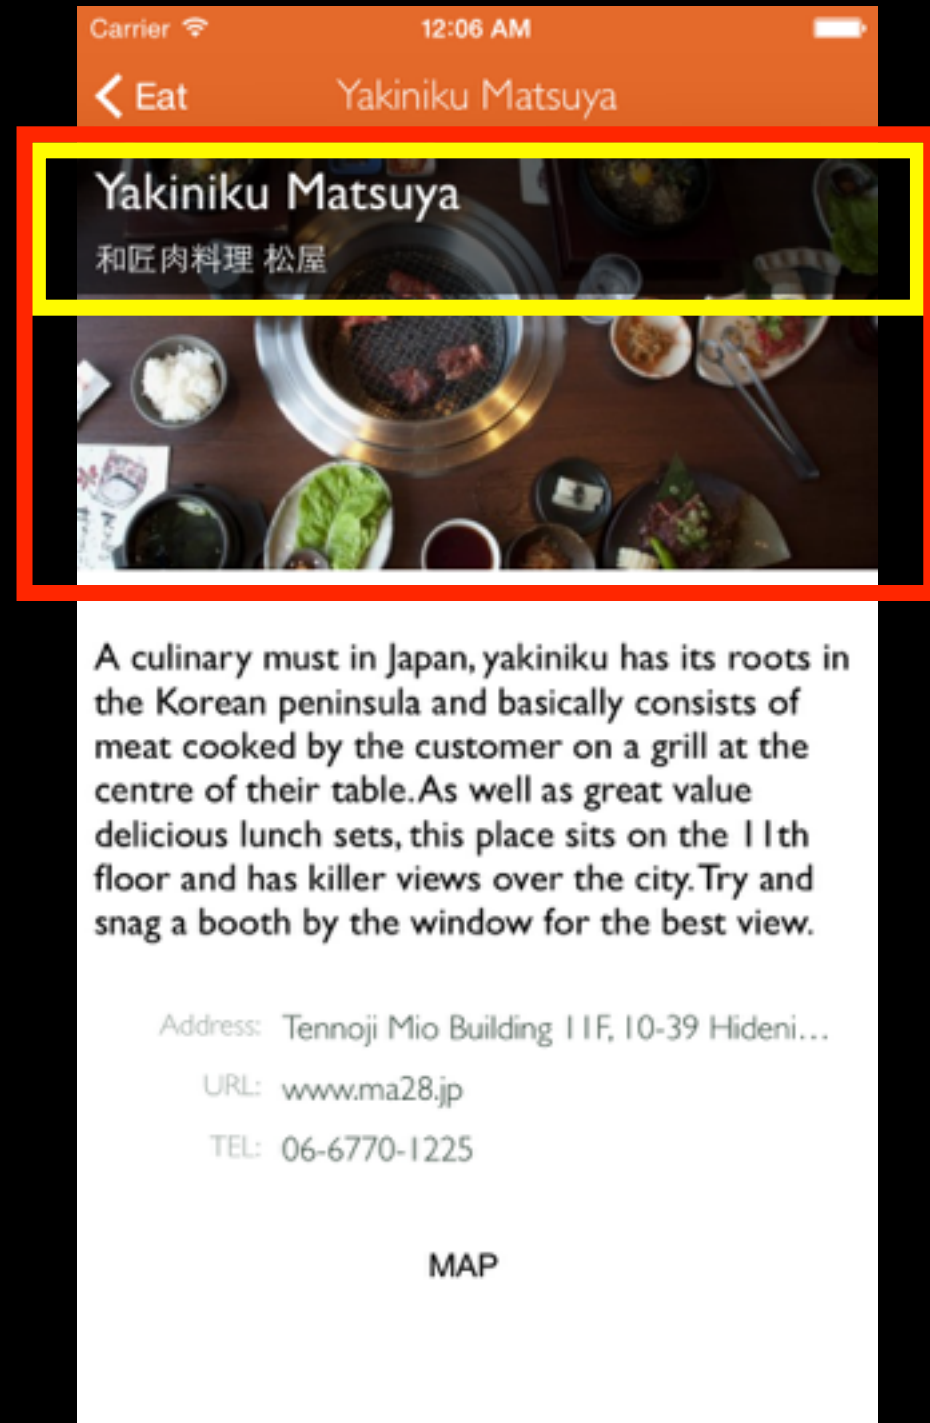 Carrier
12:06 AM
Eat
Yakiniku Matsuya
Yakiniku Matsuya
和匠肉料理 松屋
A culinary must in Japan, yakiniku has its roots in
the Korean peninsula and basically consists of
meat cooked by the customer on a grill at the
centre of their table. As well as great value
delicious lunch sets, this place sits on the 11th
floor and has killer views over the city. Try and
snag a booth by the window for the best view.
Address: Tennoji Mio Building 11F, 10-39 Hideni...
URL: www.ma28.jp
TEL: 06-6770-1225
MAP